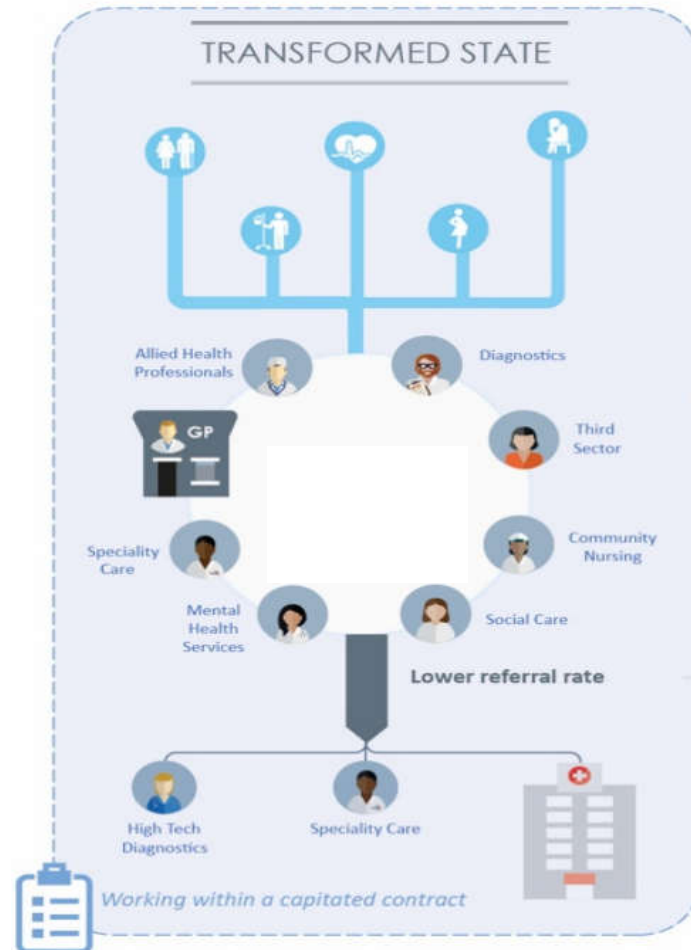 TRANSFORMED STATE
Allied Health
Professionals
Diagnostics
GP
Third
Sector
Speciality
Care
Community
Nursing
Mental
Health
Services
Social Care
Lower referral rate
High Tech
Diagnostics
Speciality Care
Working within a capitated contract